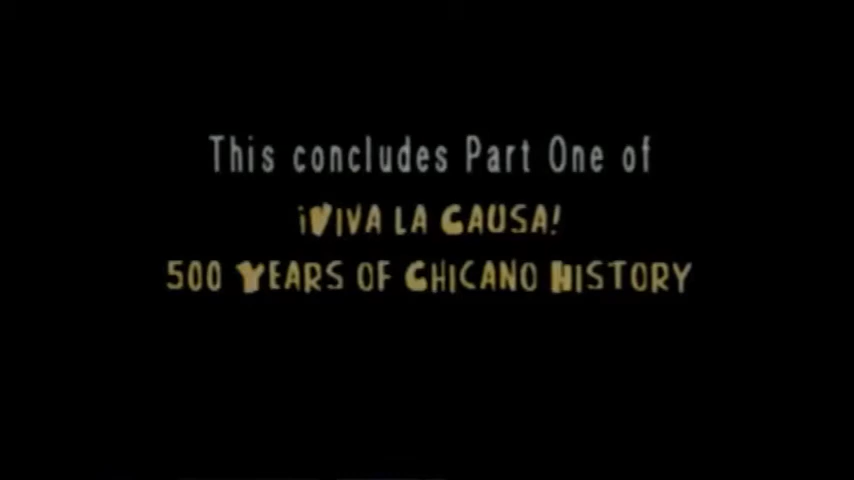 This concludes Part One of
¡VIVA LA CAUSA!
500 YEARS OF CHICANO HISTORY